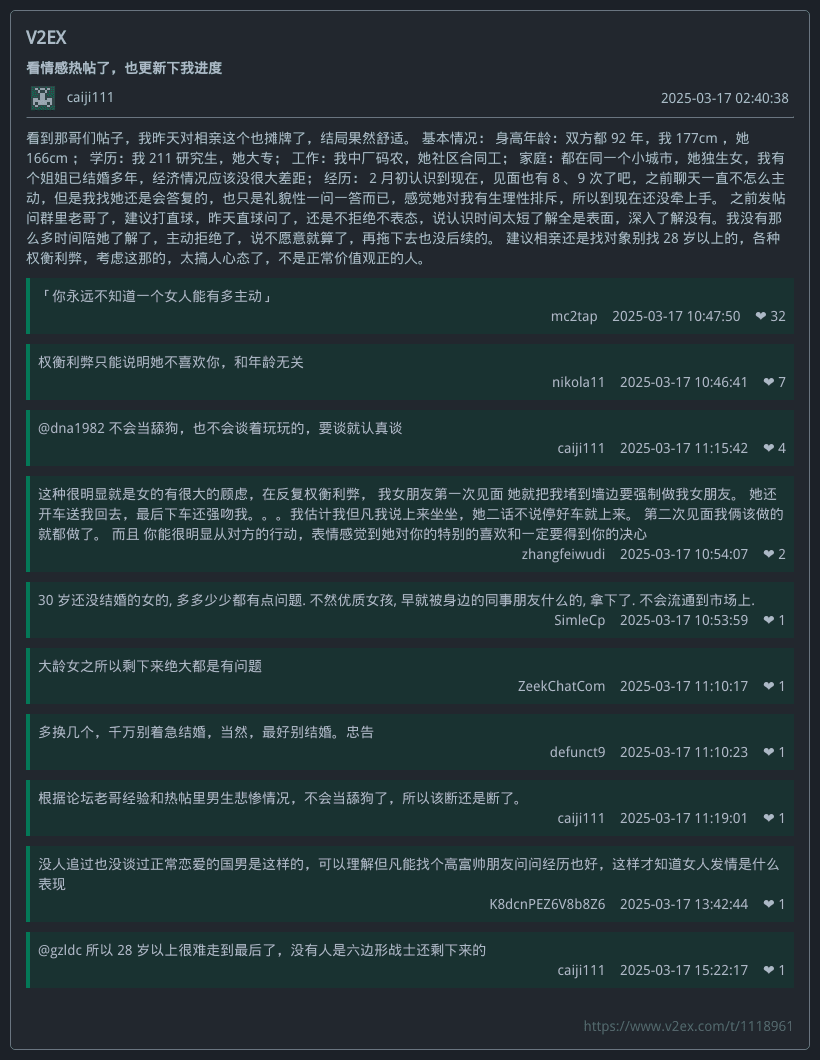 V2EX
看情感热帖了，也更新下我进度
caiji111 2025-03-17 02:40:38
看到那哥们帖子，我昨天对相亲这个也摊牌了，结局果然舒适。 基本情况： 身高年龄：双方都 92 年，我 177cm ，她
166cm ； 学历：我 211 研究生，她大专； 工作：我中厂码农，她社区合同工； 家庭：都在同一个小城市，她独生女，我有
个姐姐已结婚多年，经济情况应该没很大差距； 经历： 2 月初认识到现在，见面也有 8 、9 次了吧，之前聊天一直不怎么主
动，但是我找她还是会答复的，也只是礼貌性一问一答而已，感觉她对我有生理性排斥，所以到现在还没牵上手。 之前发帖
问群里老哥了，建议打直球，昨天直球问了，还是不拒绝不表态，说认识时间太短了解全是表面，深入了解没有。我没有那
么多时间陪她了解了，主动拒绝了，说不愿意就算了，再拖下去也没后续的。 建议相亲还是找对象别找 28 岁以上的，各种
权衡利弊，考虑这那的，太搞人心态了，不是正常价值观正的人。
「你永远不知道一个女人能有多主动」
mc2tap 2025-03-17 10:47:50 ❤ 32
权衡利弊只能说明她不喜欢你，和年龄无关
nikola11 2025-03-17 10:46:41 ❤ 7
@dna1982 不会当舔狗，也不会谈着玩玩的，要谈就认真谈
caiji111 2025-03-17 11:15:42 ❤ 4
这种很明显就是女的有很大的顾虑，在反复权衡利弊， 我女朋友第一次见面 她就把我堵到墙边要强制做我女朋友。 她还
开车送我回去，最后下车还强吻我。。。我估计我但凡我说上来坐坐，她二话不说停好车就上来。 第二次见面我俩该做的
就都做了。 而且 你能很明显从对方的行动，表情感觉到她对你的特别的喜欢和一定要得到你的决心
zhangfeiwudi 2025-03-17 10:54:07 ❤ 2
30 岁还没结婚的女的, 多多少少都有点问题. 不然优质女孩, 早就被身边的同事朋友什么的, 拿下了. 不会流通到市场上.
SimleCp 2025-03-17 10:53:59 ❤ 1
大龄女之所以剩下来绝大都是有问题
ZeekChatCom 2025-03-17 11:10:17 ❤ 1
多换几个，千万别着急结婚，当然，最好别结婚。忠告
defunct9 2025-03-17 11:10:23 ❤ 1
根据论坛老哥经验和热帖里男生悲惨情况，不会当舔狗了，所以该断还是断了。
caiji111 2025-03-17 11:19:01 ❤ 1
没人追过也没谈过正常恋爱的国男是这样的，可以理解但凡能找个高富帅朋友问问经历也好，这样才知道女人发情是什么
表现
K8dcnPEZ6V8b8Z6 2025-03-17 13:42:44 ❤ 1
@gzldc 所以 28 岁以上很难走到最后了，没有人是六边形战士还剩下来的
caiji111 2025-03-17 15:22:17 ❤ 1
https://www.v2ex.com/t/1118961